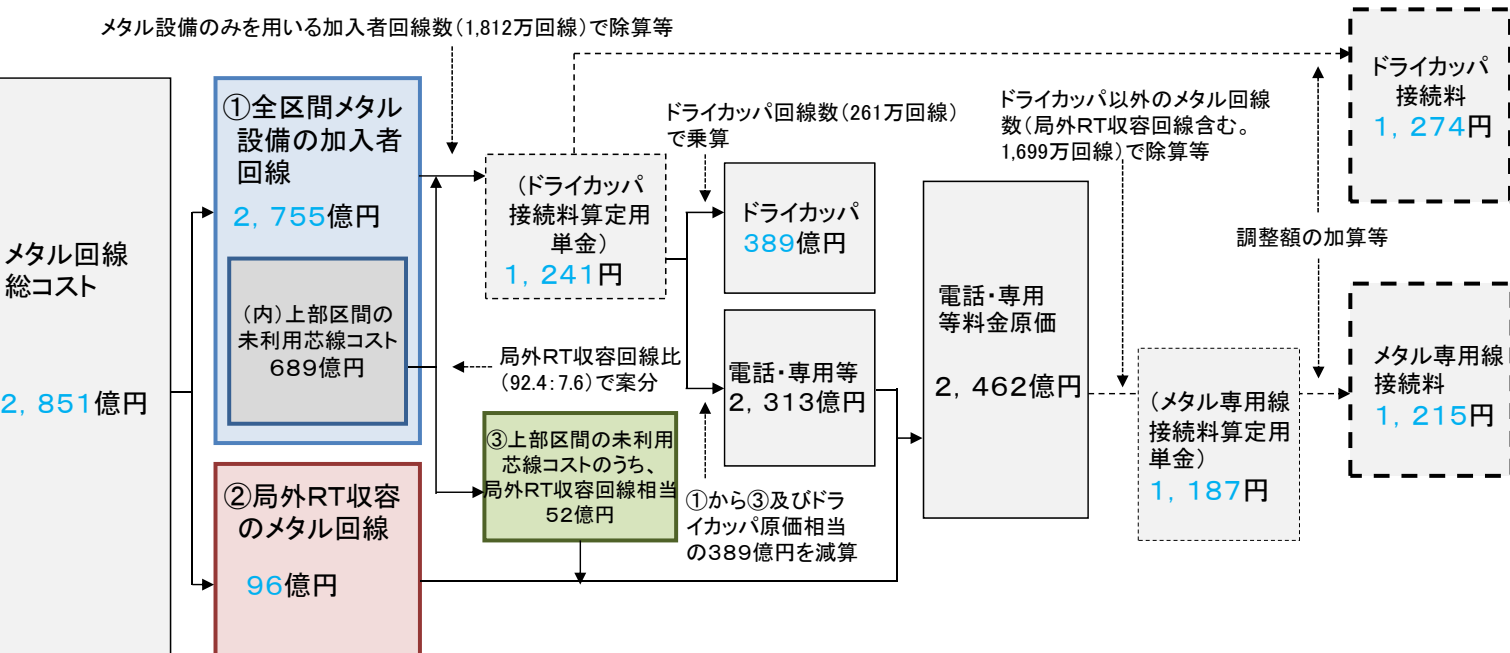 メタル設備のみを用いる加入者回線数（1,812万回線）で除算等
メタル回線
総コスト
2，851億円
①全区間メタル
設備の加入者
回線
2，755億円
（内）上部区間の
未利用芯線コスト
689億円
②局外RT収容
のメタル回線
96億円
（ドライカッパ
接続料算定用
単金）
1，241円
局外RT収容回線比
（92.4：7.6）で案分
③上部区間の未利用
芯線コストのうち、
局外RT収容回線相当
52億円
ドライカッパ回線数（261万回線）
で乗算
ドライカッパ
389億円
電話・専用等
2，313億円
①から③及びドラ
イカッパ原価相当
の389億円を減算
電話・専用
等料金原価
2，462億円
ドライカッパ以外のメタル回線
数（局外RT収容回線含む。
1,699万回線）で除算等
（メタル専用線
接続料算定用
単金）
1，187円
調整額の加算等
ドライカッパ
接続料
1，274円
メタル専用線
接続料
1，215円